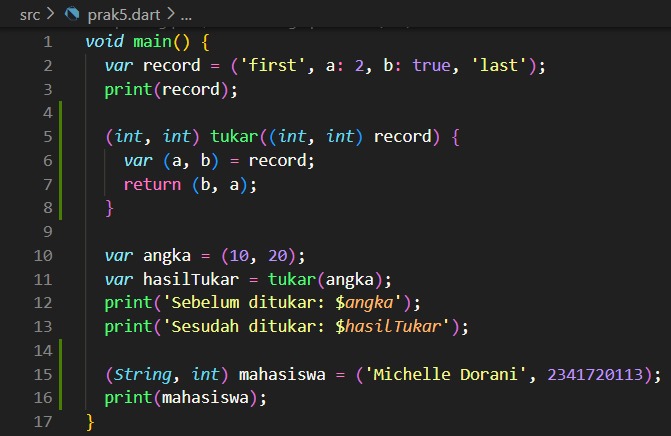 src > prak5.dart > ...
1 void main() {
2 var record = ('first', a: 2, b: true, 'last');
3 print(record);
4
5 (int, int) tukar((int, int) record) {
6 var (a, b) = record;
7 return (b, a);
8 }
9
10 var angka = (10, 20);
11 var hasilTukar = tukar(angka);
12 print('Sebelum ditukar: $angka');
13 print('Sesudah ditukar: $hasilTukar');
14
15 (String, int) mahasiswa = ('Michelle Dorani', 2341720113);
16 print(mahasiswa);
17 }